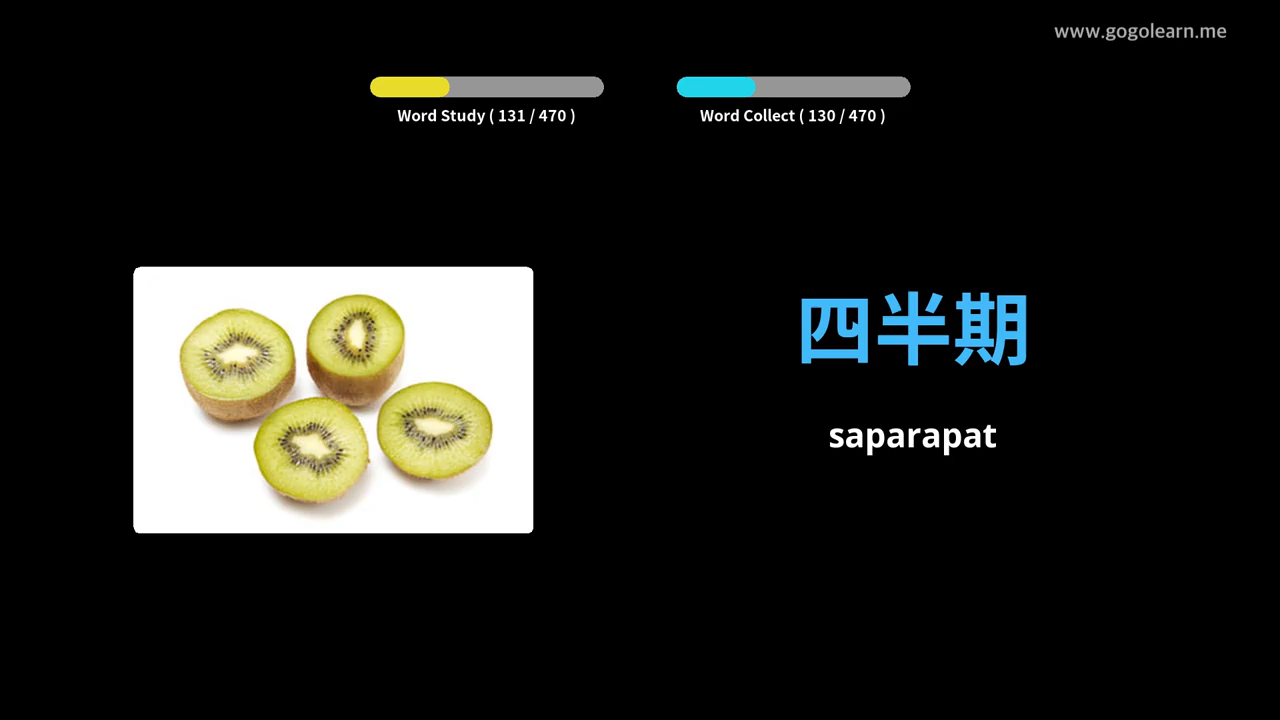 www.gogolearn.me
Word Study ( 131 / 470 )
Word Collect ( 130 / 470 )
四半期
saparapat